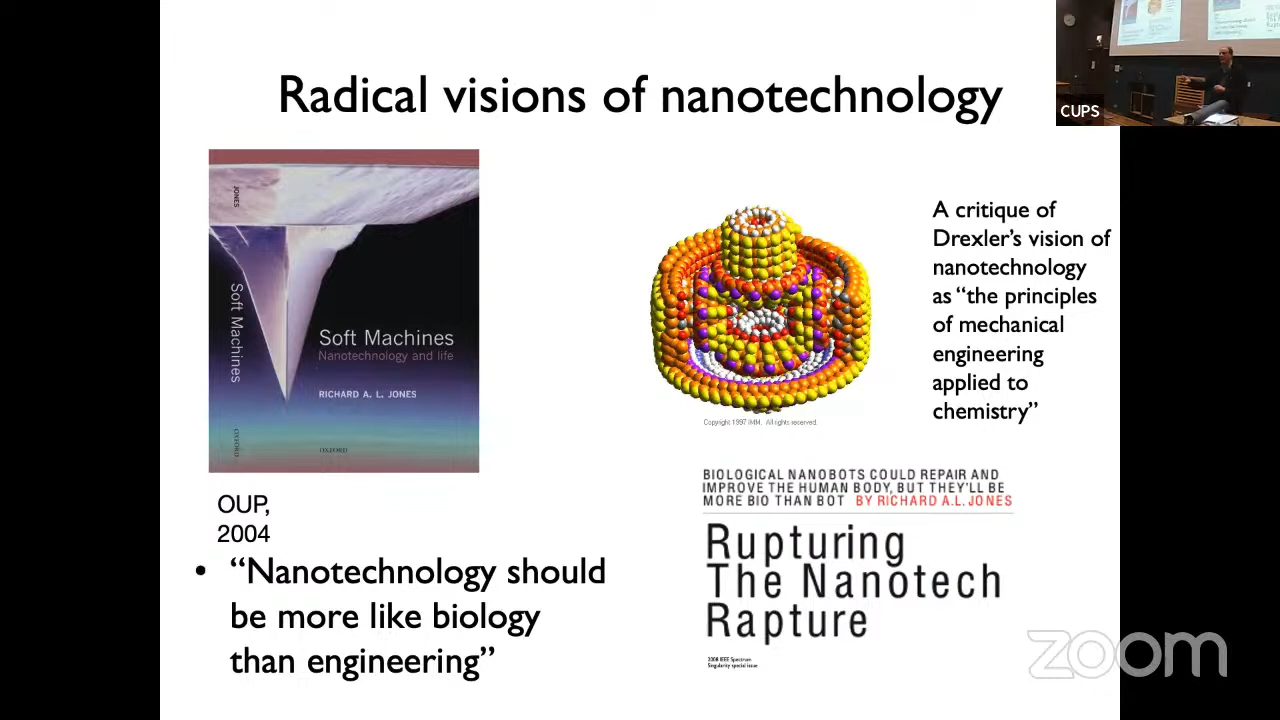 Radical visions of nanotechnology
CUPS
JONES
Soft Machines
OXFORD
Soft Machines
Nanotechnology and life
RICHARD A. L. JONES
OXFORD
OUP,
2004
• “Nanotechnology should
be more like biology
than engineering”
Copyright 1997 IMM. All rights reserved.
A critique of
Drexler’s vision of
nanotechnology
as “the principles
of mechanical
engineering
applied to
chemistry”
BIOLOGICAL NANOBOTS COULD REPAIR AND
IMPROVE THE HUMAN BODY, BUT THEY’LL BE
MORE BIO THAN BOT BY RICHARD A.L. JONES
Rupturing
The Nanotech
Rapture
2008 IEEE Spectrum
Singularity special issue
zoom